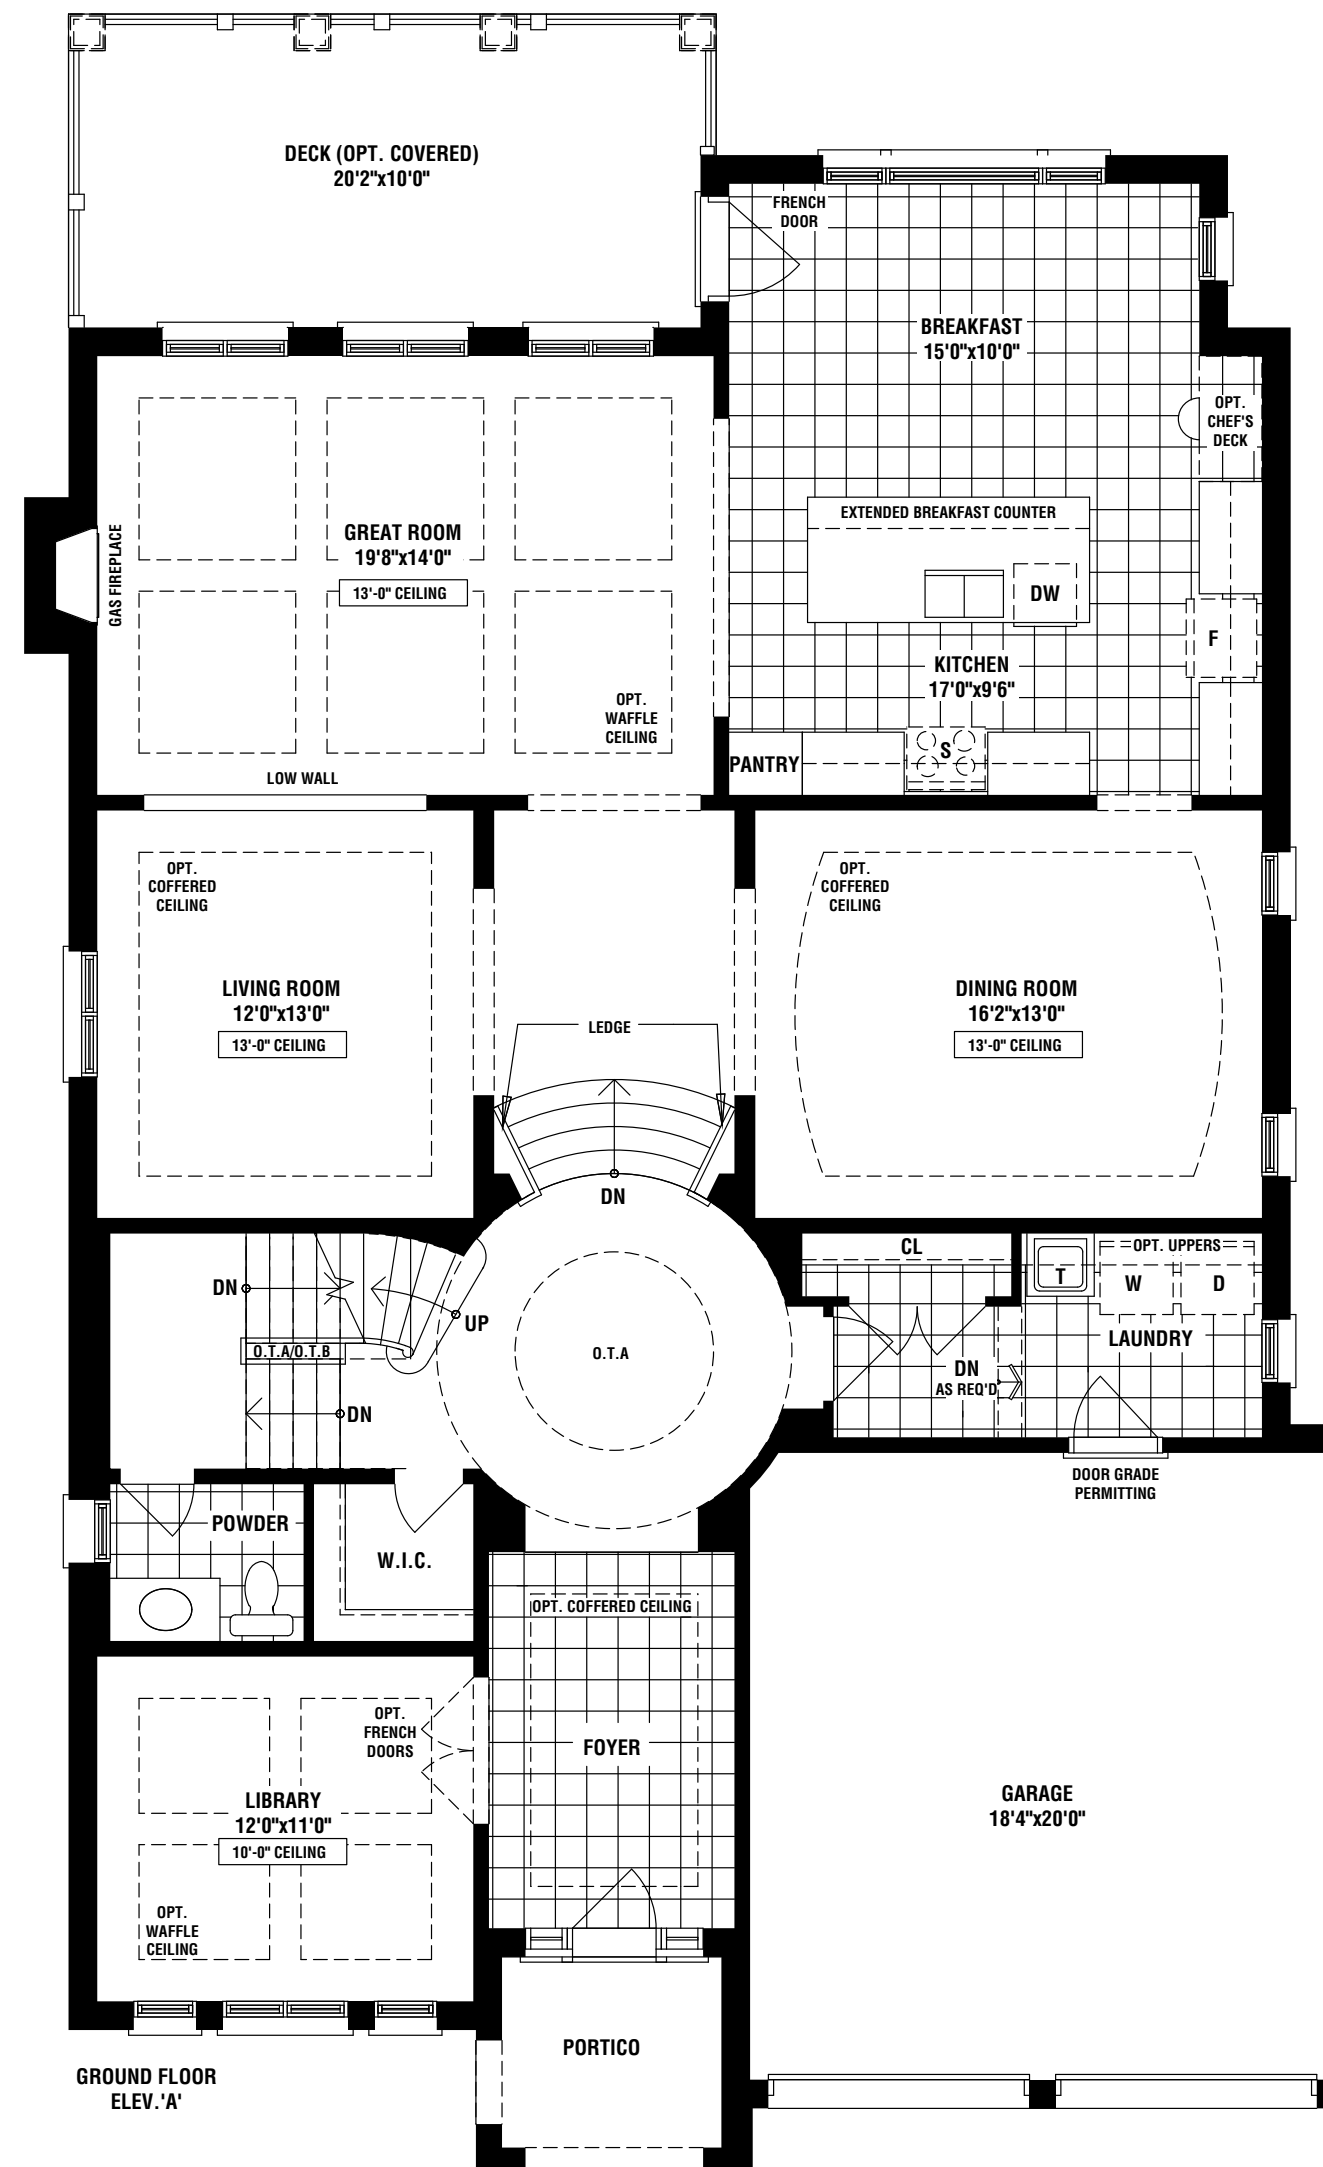 DECK (OPT. COVERED)
20'2"x10'0"
FRENCH
DOOR
BREAKFAST
15'0"x10'0"
OPT.
CHEF'S
DECK
EXTENDED BREAKFAST COUNTER
DW
F
KITCHEN
17'0"x9'6"
S
PANTRY
GREAT ROOM
19'8"x14'0"
13'-0" CEILING
GAS FIREPLACE
OPT.
WAFFLE
CEILING
LOW WALL
OPT.
COFFERED
CEILING
LIVING ROOM
12'0"x13'0"
13'-0" CEILING
LEDGE
DN
OPT.
COFFERED
CEILING
DINING ROOM
16'2"x13'0"
13'-0" CEILING
DN
UP
O.T.A/O.T.B
DN
O.T.A
CL
OPT. UPPERS
T
W
D
LAUNDRY
DN
AS REQ'D
DOOR GRADE
PERMITTING
POWDER
W.I.C.
OPT. COFFERED CEILING
FOYER
OPT.
FRENCH
DOORS
LIBRARY
12'0"x11'0"
10'-0" CEILING
OPT.
WAFFLE
CEILING
GARAGE
18'4"x20'0"
PORTICO
GROUND FLOOR
ELEV.'A'